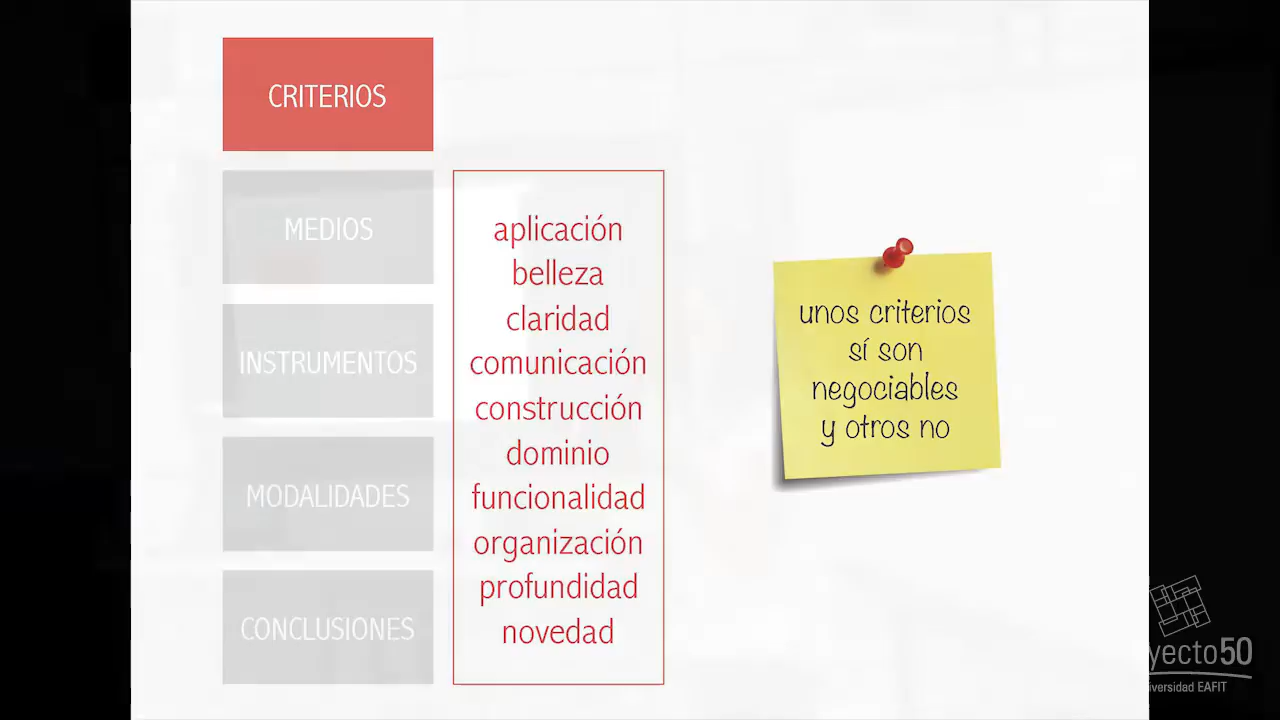 CRITERIOS
MEDIOS
INSTRUMENTOS
MODALIDADES
CONCLUSIONES
aplicación
belleza
claridad
comunicación
construcción
dominio
funcionalidad
organización
profundidad
novedad
unos criterios
sí son
negociables
y otros no
yecto50
iversidad EAFIT